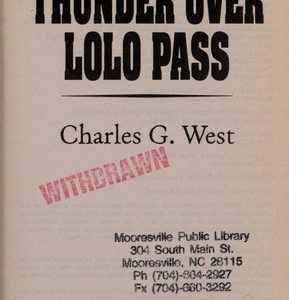 THUNDER OVER
LOLO PASS
Charles G. West
WITHDRAWN
Mooresville Public Library
304 South Main St.
Mooresville, NC 28115
Ph (704)-664-2927
Fx (704)-660-3292